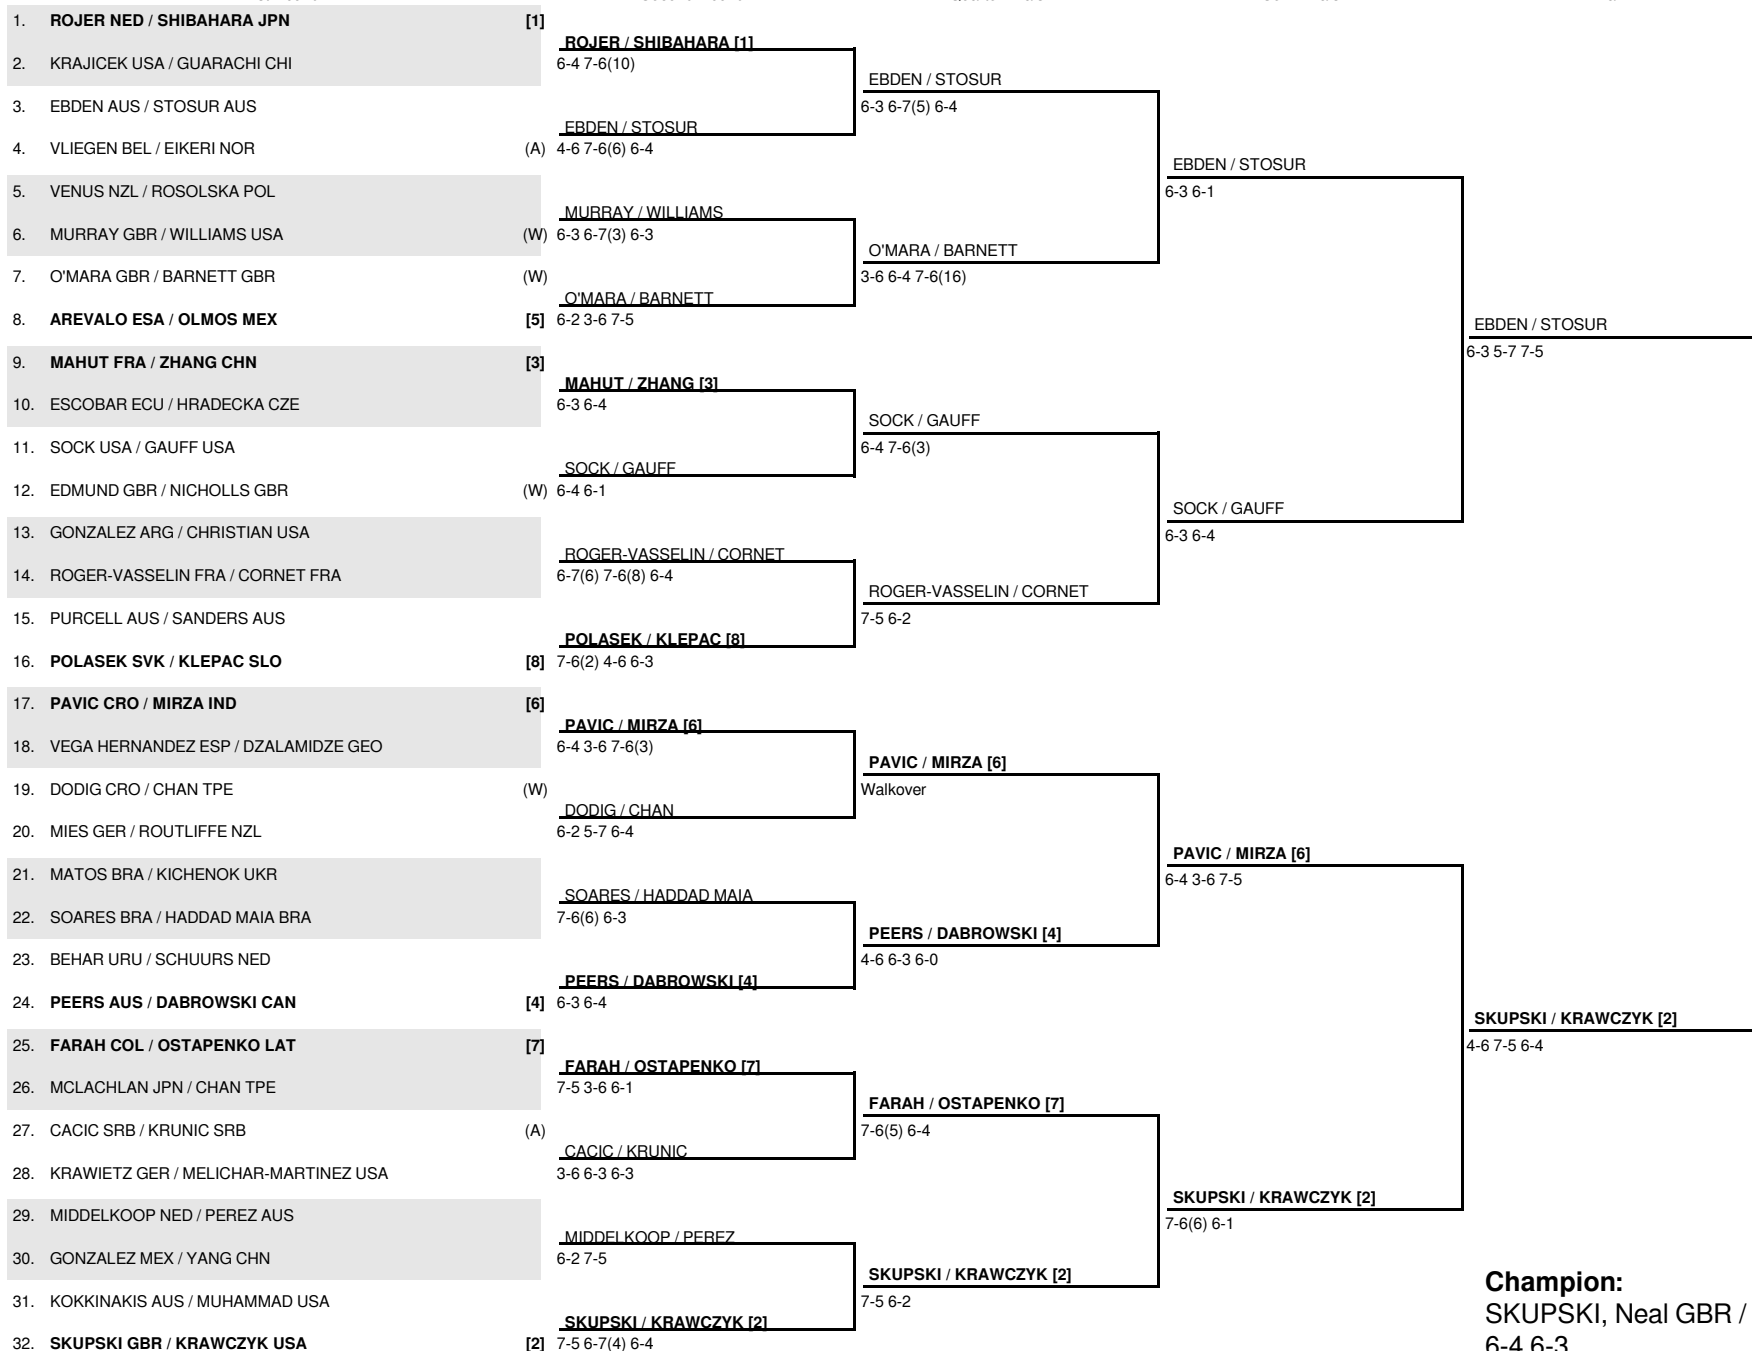 1. ROJER NED / SHIBAHARA JPN [1]
2. KRAJICEK USA / GUARACHI CHI
3. EBDEN AUS / STOSUR AUS
4. VLIEGEN BEL / EIKERI NOR (A)
5. VENUS NZL / ROSOLSKA POL
6. MURRAY GBR / WILLIAMS USA (W)
7. O'MARA GBR / BARNETT GBR (W)
8. AREVALO ESA / OLMOS MEX [5]
9. MAHUT FRA / ZHANG CHN [3]
10. ESCOBAR ECU / HRADECKA CZE
11. SOCK USA / GAUFF USA
12. EDMUND GBR / NICHOLLS GBR (W)
13. GONZALEZ ARG / CHRISTIAN USA
14. ROGER-VASSELIN FRA / CORNET FRA
15. PURCELL AUS / SANDERS AUS
16. POLASEK SVK / KLEPAC SLO [8]
17. PAVIC CRO / MIRZA IND [6]
18. VEGA HERNANDEZ ESP / DZALAMIDZE GEO
19. DODIG CRO / CHAN TPE (W)
20. MIES GER / ROUTLIFFE NZL
21. MATOS BRA / KICHENOK UKR
22. SOARES BRA / HADDAD MAIA BRA
23. BEHAR URU / SCHUURS NED
24. PEERS AUS / DABROWSKI CAN [4]
25. FARAH COL / OSTAPENKO LAT [7]
26. MCLACHLAN JPN / CHAN TPE
27. CACIC SRB / KRUNIC SRB (A)
28. KRAWIETZ GER / MELICHAR-MARTINEZ USA
29. MIDDELKOOP NED / PEREZ AUS
30. GONZALEZ MEX / YANG CHN
31. KOKKINAKIS AUS / MUHAMMAD USA
32. SKUPSKI GBR / KRAWCZYK USA [2]
ROJER / SHIBAHARA [1]
6-4 7-6(10)
EBDEN / STOSUR
4-6 7-6(6) 6-4
MURRAY / WILLIAMS
6-3 6-7(3) 6-3
O'MARA / BARNETT
6-2 3-6 7-5
MAHUT / ZHANG [3]
6-3 6-4
SOCK / GAUFF
6-4 6-1
ROGER-VASSELIN / CORNET
6-7(6) 7-6(8) 6-4
POLASEK / KLEPAC [8]
7-6(2) 4-6 6-3
PAVIC / MIRZA [6]
6-4 3-6 7-6(3)
DODIG / CHAN
6-2 5-7 6-4
SOARES / HADDAD MAIA
7-6(6) 6-3
PEERS / DABROWSKI [4]
6-3 6-4
FARAH / OSTAPENKO [7]
7-5 3-6 6-1
CACIC / KRUNIC
3-6 6-3 6-3
MIDDELKOOP / PEREZ
6-2 7-5
SKUPSKI / KRAWCZYK [2]
7-5 6-7(4) 6-4
EBDEN / STOSUR
6-3 6-7(5) 6-4
O'MARA / BARNETT
3-6 6-4 7-6(16)
SOCK / GAUFF
6-4 7-6(3)
ROGER-VASSELIN / CORNET
7-5 6-2
PAVIC / MIRZA [6]
Walkover
PEERS / DABROWSKI [4]
4-6 6-3 6-0
FARAH / OSTAPENKO [7]
7-6(5) 6-4
SKUPSKI / KRAWCZYK [2]
7-5 6-2
EBDEN / STOSUR
6-3 6-1
SOCK / GAUFF
6-3 6-4
PAVIC / MIRZA [6]
6-4 3-6 7-5
SKUPSKI / KRAWCZYK [2]
7-6(6) 6-1
EBDEN / STOSUR
6-3 5-7 7-5
SKUPSKI / KRAWCZYK [2]
4-6 7-5 6-4
Champion:
SKUPSKI, Neal GBR /
6-4 6-3